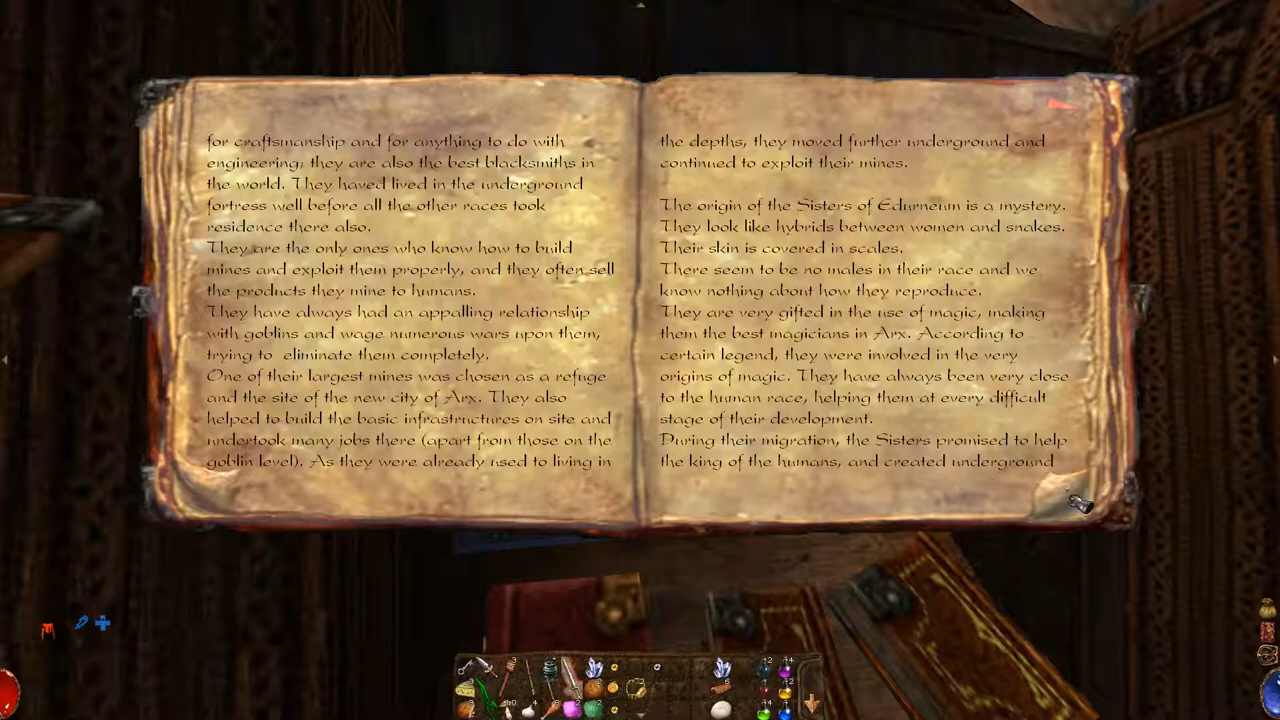 for craftsmanship and for anything to do with
engineering; they are also the best blacksmiths in
the world. They haved lived in the underground
fortress well before all the other races took
residence there also.
They are the only ones who know how to build
mines and exploit them properly, and they often sell
the products they mine to humans.
They have always had an appalling relationship
with goblins and wage numerous wars upon them,
trying to  eliminate them completely.
One of their largest mines was chosen as a refuge
and the site of the new city of Arx. They also
helped to build the basic infrastructures on site and
undertook many jobs there (apart from those on the
goblin level). As they were already used to living in
the depths, they moved further underground and
continued to exploit their mines.
The origin of the Sisters of Edurneum is a mystery.
They look like hybrids between women and snakes.
Their skin is covered in scales.
There seem to be no males in their race and we
know nothing about how they reproduce.
They are very gifted in the use of magic, making
them the best magicians in Arx. According to
certain legend, they were involved in the very
origins of magic. They have always been very close
to the human race, helping them at every difficult
stage of their development.
During their migration, the Sisters promised to help
the king of the humans, and created underground